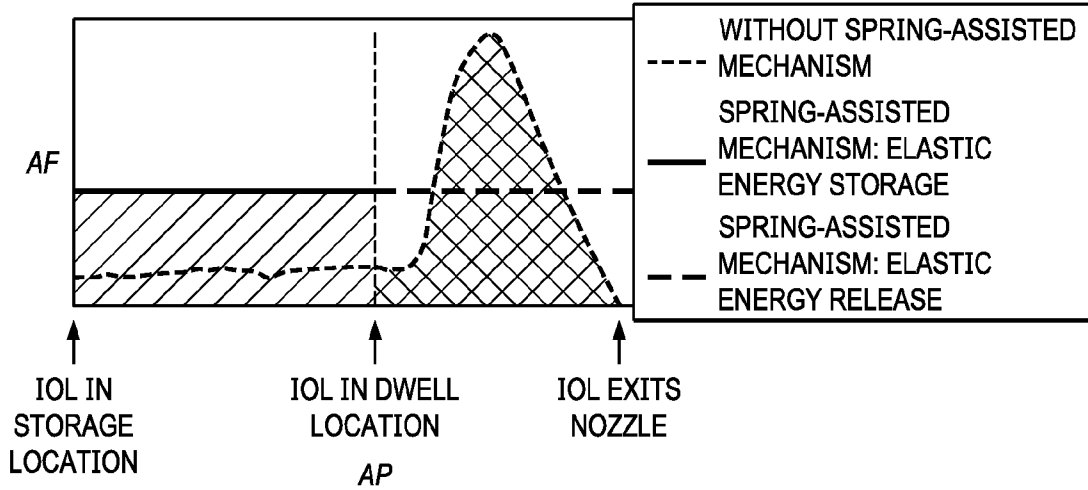 WITHOUT SPRING-ASSISTED
MECHANISM
SPRING-ASSISTED
MECHANISM: ELASTIC
ENERGY STORAGE
SPRING-ASSISTED
MECHANISM: ELASTIC
ENERGY RELEASE
AF
IOL IN
STORAGE
LOCATION
IOL IN DWELL
LOCATION
IOL EXITS
NOZZLE
AP